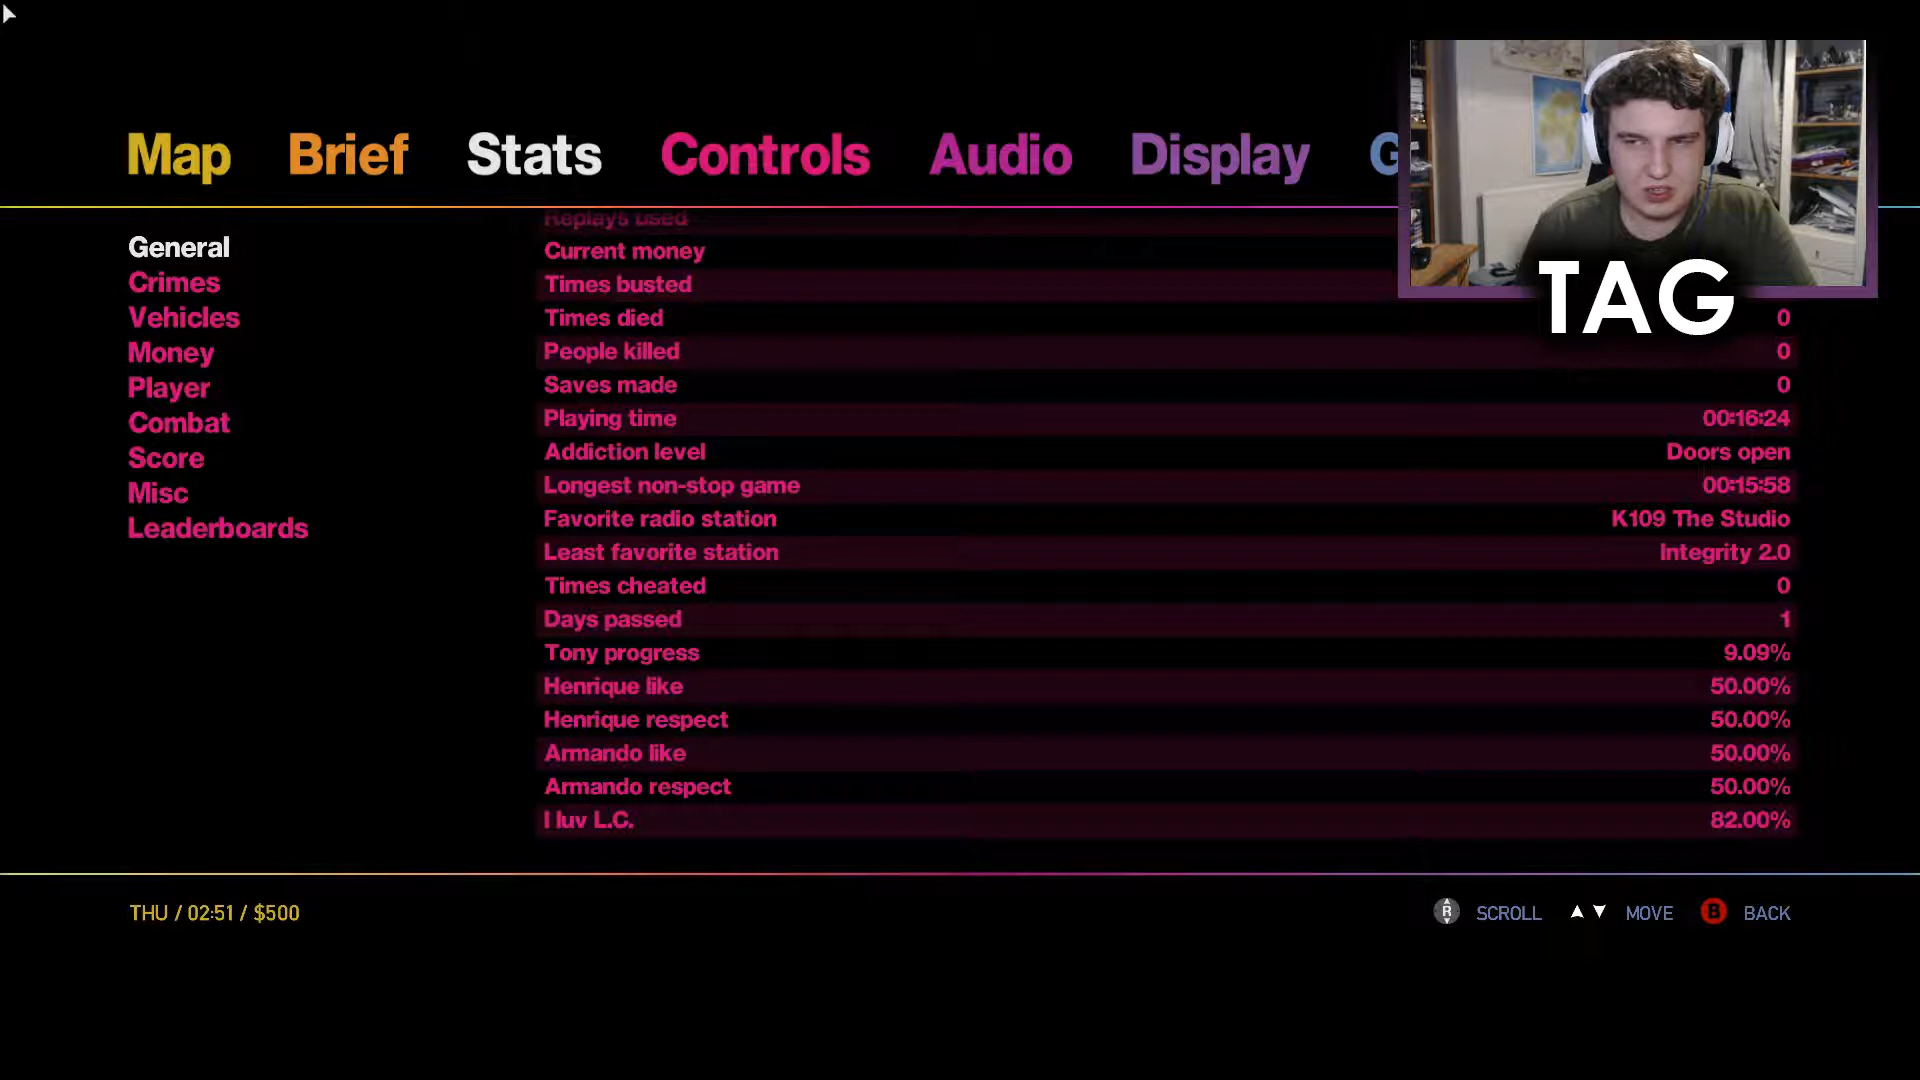 Map Brief Stats Controls Audio Display G
General
Crimes
Vehicles
Money
Player
Combat
Score
Misc
Leaderboards
Replays used
Current money
Times busted
Times died 0
People killed 0
Saves made 0
Playing time 00:16:24
Addiction level Doors open
Longest non-stop game 00:15:58
Favorite radio station K109 The Studio
Least favorite station Integrity 2.0
Times cheated 0
Days passed 1
Tony progress 9.09%
Henrique like 50.00%
Henrique respect 50.00%
Armando like 50.00%
Armando respect 50.00%
I luv L.C. 82.00%
TAG
THU / 02:51 / $500
R SCROLL MOVE B BACK